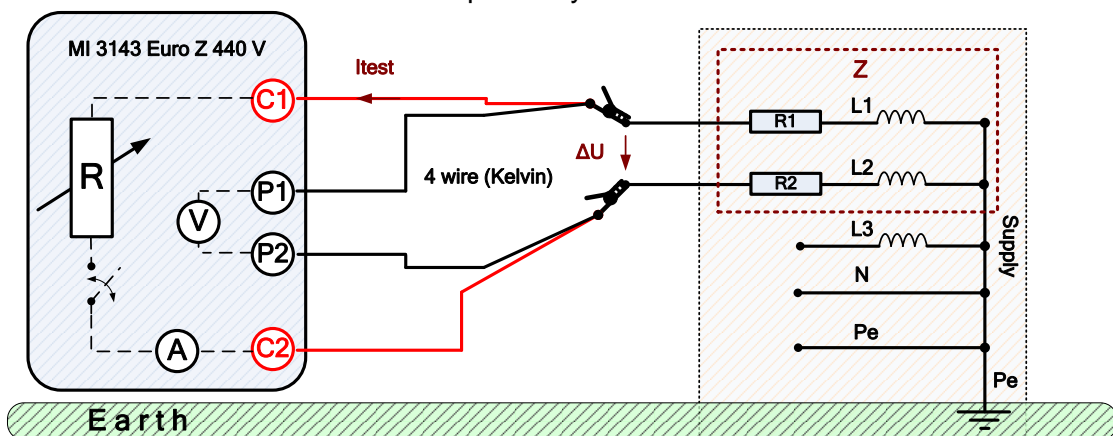 MI 3143 Euro Z 440 V
C1
Itest
Z
R1
L1
R
4 wire (Kelvin)
ΔU
P1
V
P2
R2
L2
L3
Supply
N
A
C2
Pe
Pe
Earth